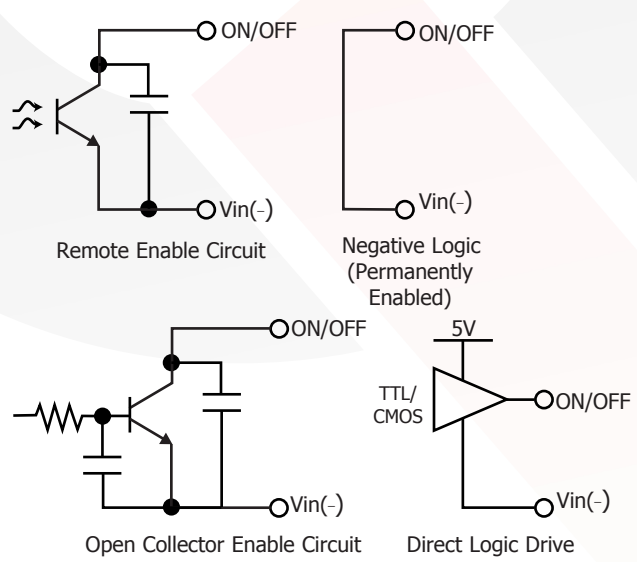 ON/OFF
Vin(-)
Remote Enable Circuit
ON/OFF
Vin(-)
Negative Logic
(Permanently
Enabled)
ON/OFF
Vin(-)
Open Collector Enable Circuit
5V
TTL/
CMOS
ON/OFF
Vin(-)
Direct Logic Drive